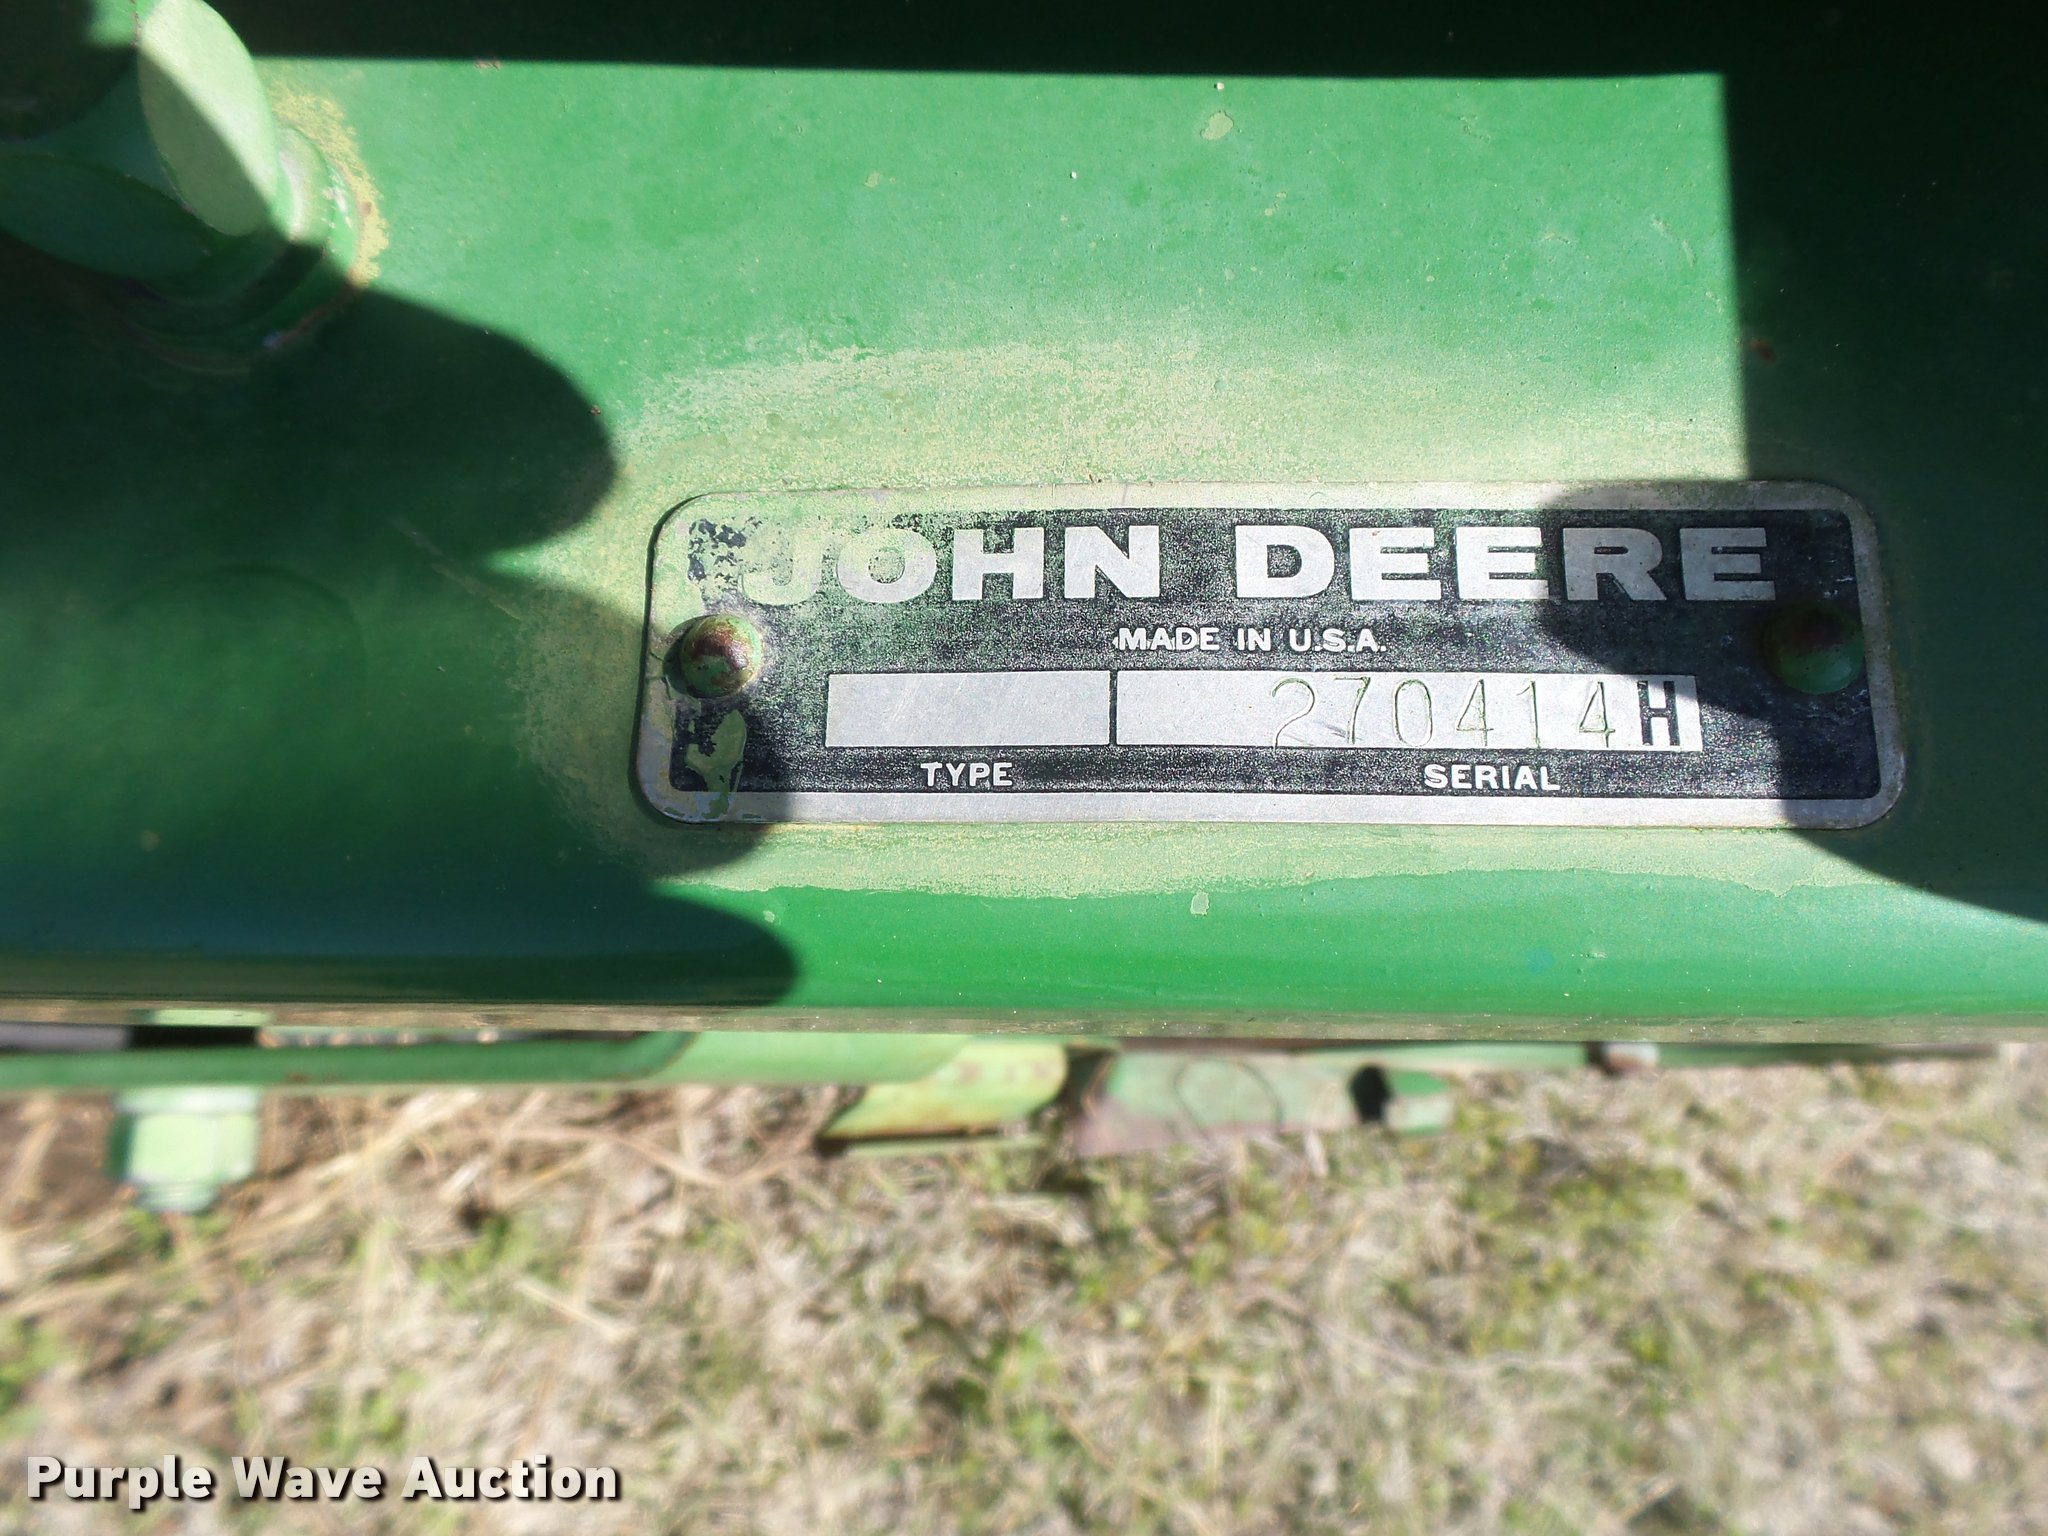 JOHN DEERE
MADE IN U.S.A.
270414H
TYPE SERIAL
Purple Wave Auction